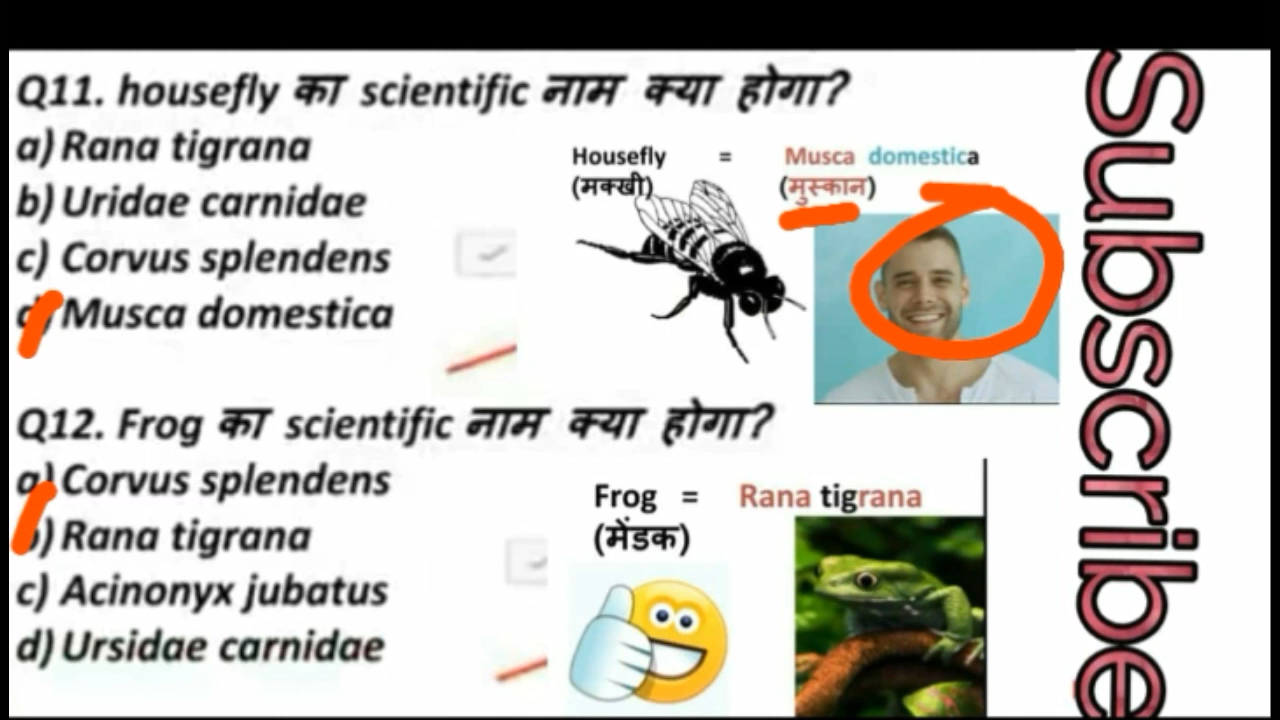 Q11. housefly का scientific नाम क्या होगा?
a) Rana tigrana
b) Uridae carnidae
c) Corvus splendens
d) Musca domestica
Housefly = Musca domestica
(मक्खी) (मुस्कान)
Q12. Frog का scientific नाम क्या होगा?
a) Corvus splendens
b) Rana tigrana
c) Acinonyx jubatus
d) Ursidae carnidae
Frog = Rana tigrana
(मेंडक)
Subscribe